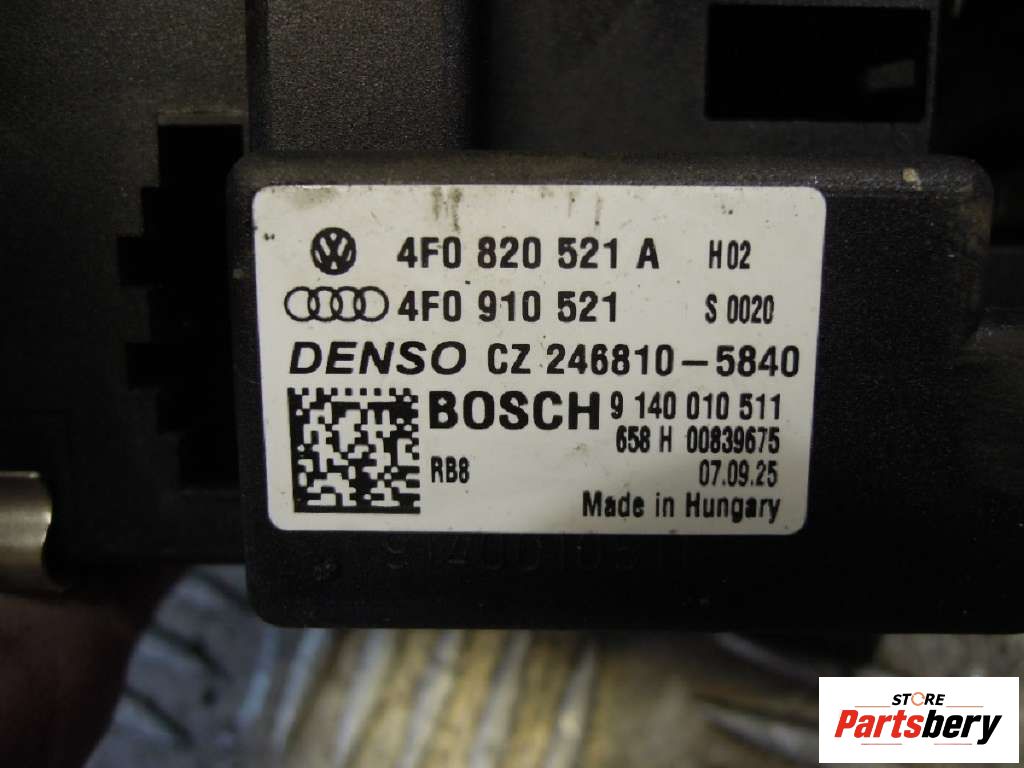 4F0 820 521 A H02
4F0 910 521 S 0020
DENSO CZ 246810-5840
BOSCH 9 140 010 511
658 H 00839675
RB8 07.09.25
Made in Hungary
9140010511
STORE
Partsbery